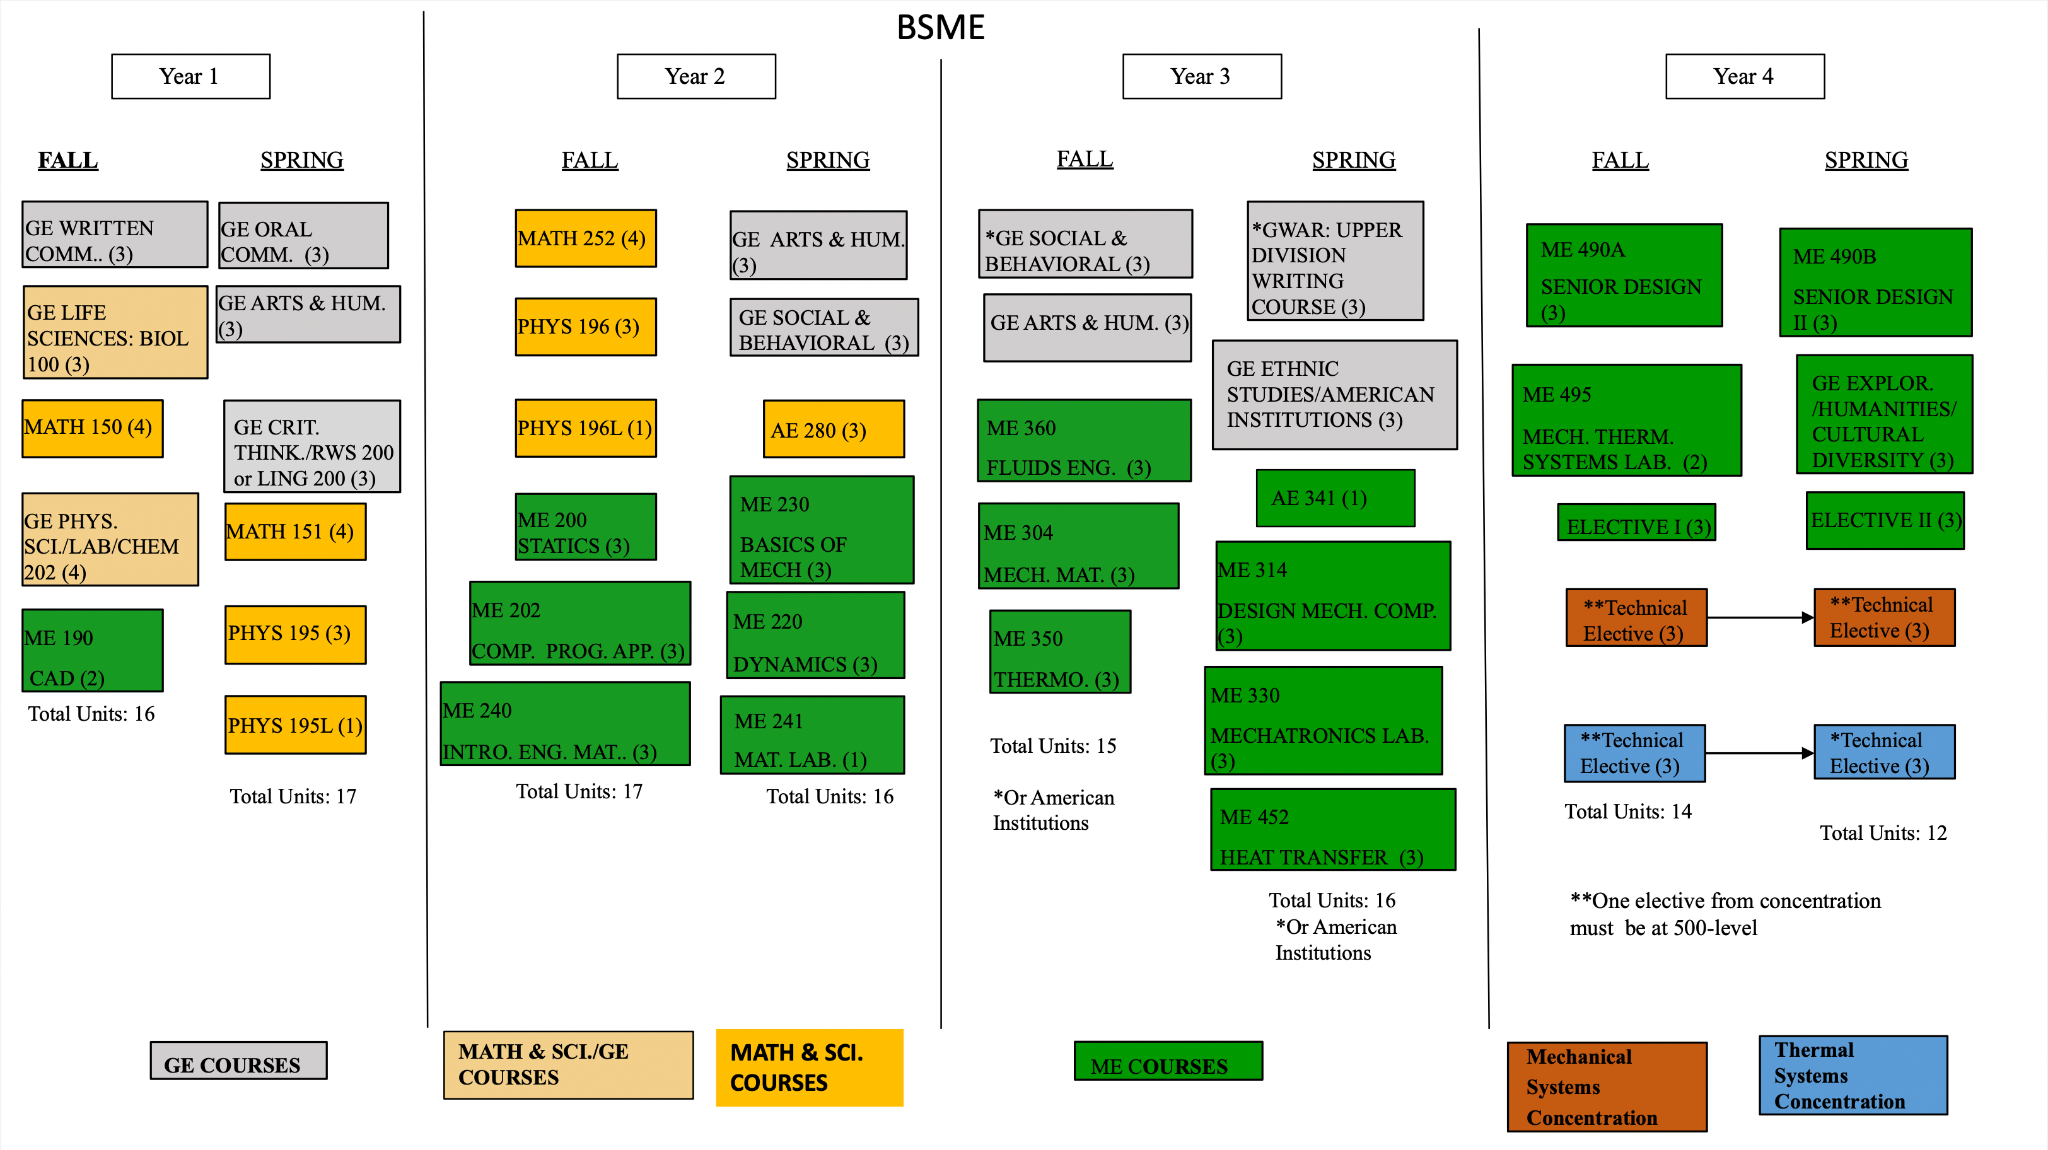 BSME
Year 1
FALL
GE WRITTEN
COMM.. (3)
GE LIFE
SCIENCES: BIOL
100 (3)
MATH 150 (4)
GE PHYS.
SCI./LAB/CHEM
202 (4)
ME 190
CAD (2)
Total Units: 16
SPRING
GE ORAL
COMM. (3)
GE ARTS & HUM.
(3)
GE CRIT.
THINK./RWS 200
or LING 200 (3)
MATH 151 (4)
PHYS 195 (3)
PHYS 195L (1)
Total Units: 17
Year 2
FALL
MATH 252 (4)
PHYS 196 (3)
PHYS 196L (1)
ME 200
STATICS (3)
ME 202
COMP. PROG. APP. (3)
ME 240
INTRO. ENG. MAT.. (3)
Total Units: 17
SPRING
GE ARTS & HUM.
(3)
GE SOCIAL &
BEHAVIORAL (3)
AE 280 (3)
ME 230
BASICS OF
MECH (3)
ME 220
DYNAMICS (3)
ME 241
MAT. LAB. (1)
Total Units: 16
Year 3
FALL
*GE SOCIAL &
BEHAVIORAL (3)
GE ARTS & HUM. (3)
ME 360
FLUIDS ENG. (3)
ME 304
MECH. MAT. (3)
ME 350
THERMO. (3)
Total Units: 15
*Or American
Institutions
SPRING
*GWAR: UPPER
DIVISION
WRITING
COURSE (3)
GE ETHNIC
STUDIES/AMERICAN
INSTITUTIONS (3)
AE 341 (1)
ME 314
DESIGN MECH. COMP.
(3)
ME 330
MECHATRONICS LAB.
(3)
ME 452
HEAT TRANSFER (3)
Total Units: 16
*Or American
Institutions
Year 4
FALL
ME 490A
SENIOR DESIGN
(3)
ME 495
MECH. THERM.
SYSTEMS LAB. (2)
ELECTIVE I (3)
**Technical
Elective (3)
**Technical
Elective (3)
Total Units: 14
SPRING
ME 490B
SENIOR DESIGN
II (3)
GE EXPLOR.
/HUMANITIES/
CULTURAL
DIVERSITY (3)
ELECTIVE II (3)
**Technical
Elective (3)
*Technical
Elective (3)
Total Units: 12
**One elective from concentration
must be at 500-level
GE COURSES
MATH & SCI./GE
COURSES
MATH & SCI.
COURSES
ME COURSES
Mechanical
Systems
Concentration
Thermal
Systems
Concentration